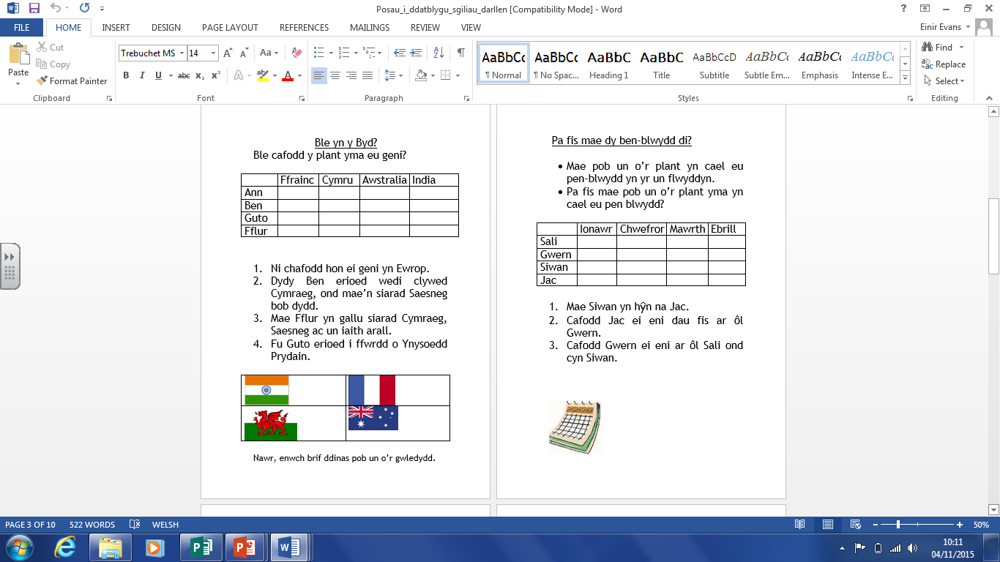 Posau_i_ddatblygu_sgiliau_darllen [Compatibility Mode] - Word
FILE HOME INSERT DESIGN PAGE LAYOUT REFERENCES MAILINGS REVIEW VIEW Einir Evans
Paste
Cut
Copy
Format Painter
Clipboard
Trebuchet MS 14
Font
Paragraph
AaBbCc AaBbCc AaBbC AaBbC AaBbCcD AaBbCc AaBbCc AaBbCc
¶ Normal ¶ No Spac... Heading 1 Title Subtitle Subtle Em... Emphasis Intense E...
Styles
Find
Replace
Select
Editing
Ble yn y Byd?
Ble cafodd y plant yma eu geni?
Ffrainc Cymru Awstralia India
Ann
Ben
Guto
Fflur
1. Ni chafodd hon ei geni yn Ewrop.
2. Dydy Ben erioed wedi clywed
Cymraeg, ond mae’n siarad Saesneg
bob dydd.
3. Mae Fflur yn gallu siarad Cymraeg,
Saesneg ac un iaith arall.
4. Fu Guto erioed i ffwrdd o Ynysoedd
Prydain.
Nawr, enwch brif ddinas pob un o’r gwledydd.
Pa fis mae dy ben-blwydd di?
• Mae pob un o’r plant yn cael eu
pen-blwydd yn yr un flwyddyn.
• Pa fis mae pob un o’r plant yma yn
cael eu pen blwydd?
Ionawr Chwefror Mawrth Ebrill
Sali
Gwern
Siwan
Jac
1. Mae Siwan yn hŷn na Jac.
2. Cafodd Jac ei eni dau fis ar ôl
Gwern.
3. Cafodd Gwern ei eni ar ôl Sali ond
cyn Siwan.
PAGE 3 OF 10 522 WORDS WELSH 50%
10:11
04/11/2015